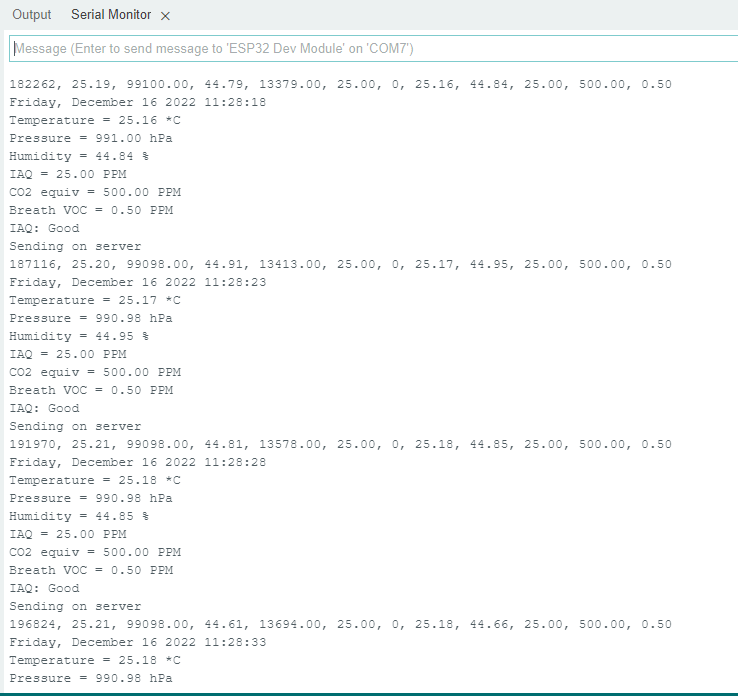 Output Serial Monitor ×
Message (Enter to send message to 'ESP32 Dev Module' on 'COM7')
182262, 25.19, 99100.00, 44.79, 13379.00, 25.00, 0, 25.16, 44.84, 25.00, 500.00, 0.50
Friday, December 16 2022 11:28:18
Temperature = 25.16 *C
Pressure = 991.00 hPa
Humidity = 44.84 %
IAQ = 25.00 PPM
CO2 equiv = 500.00 PPM
Breath VOC = 0.50 PPM
IAQ: Good
Sending on server
187116, 25.20, 99098.00, 44.91, 13413.00, 25.00, 0, 25.17, 44.95, 25.00, 500.00, 0.50
Friday, December 16 2022 11:28:23
Temperature = 25.17 *C
Pressure = 990.98 hPa
Humidity = 44.95 %
IAQ = 25.00 PPM
CO2 equiv = 500.00 PPM
Breath VOC = 0.50 PPM
IAQ: Good
Sending on server
191970, 25.21, 99098.00, 44.81, 13578.00, 25.00, 0, 25.18, 44.85, 25.00, 500.00, 0.50
Friday, December 16 2022 11:28:28
Temperature = 25.18 *C
Pressure = 990.98 hPa
Humidity = 44.85 %
IAQ = 25.00 PPM
CO2 equiv = 500.00 PPM
Breath VOC = 0.50 PPM
IAQ: Good
Sending on server
196824, 25.21, 99098.00, 44.61, 13694.00, 25.00, 0, 25.18, 44.66, 25.00, 500.00, 0.50
Friday, December 16 2022 11:28:33
Temperature = 25.18 *C
Pressure = 990.98 hPa